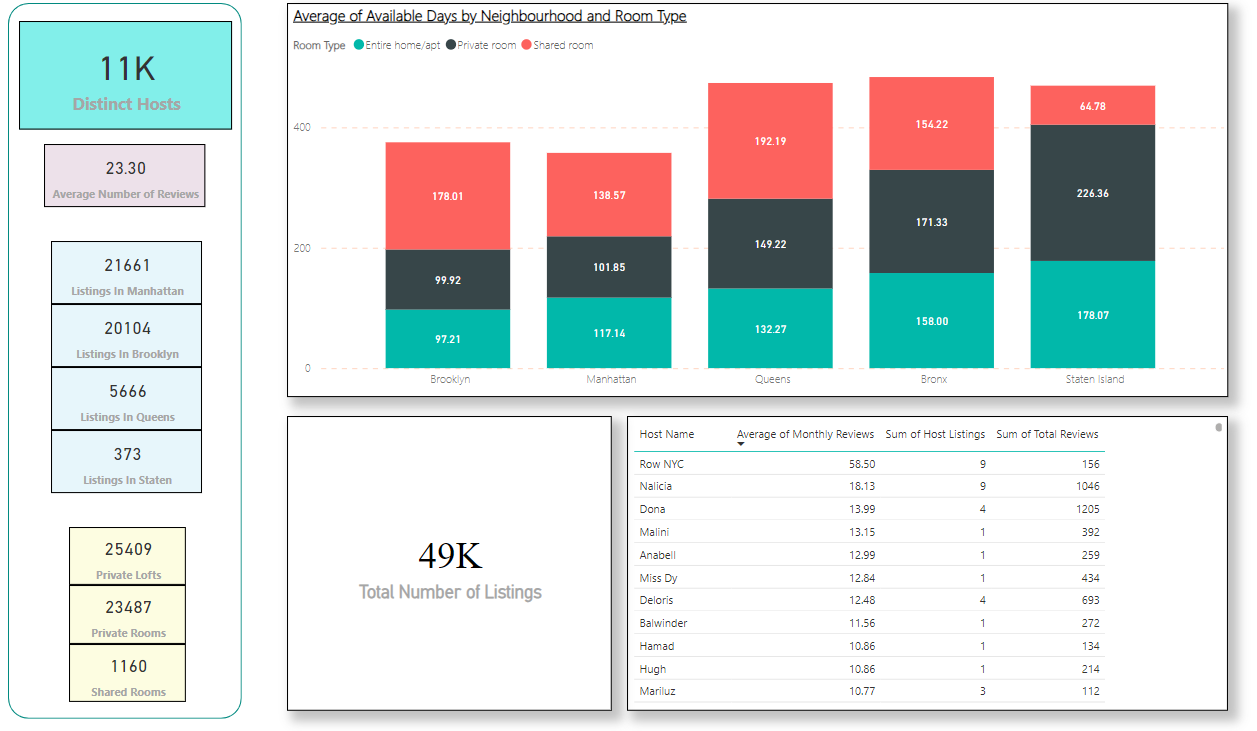 11K
Distinct Hosts
23.30
Average Number of Reviews
21661
Listings In Manhattan
20104
Listings In Brooklyn
5666
Listings In Queens
373
Listings In Staten
25409
Private Lofts
23487
Private Rooms
1160
Shared Rooms
Average of Available Days by Neighbourhood and Room Type
Room Type Entire home/apt Private room Shared room
400
200
0
178.01
99.92
97.21
138.57
101.85
117.14
192.19
149.22
132.27
154.22
171.33
158.00
64.78
226.36
178.07
Brooklyn Manhattan Queens Bronx Staten Island
49K
Total Number of Listings
Host Name Average of Monthly Reviews Sum of Host Listings Sum of Total Reviews
Row NYC 58.50 9 156
Nalicia 18.13 9 1046
Dona 13.99 4 1205
Malini 13.15 1 392
Anabell 12.99 1 259
Miss Dy 12.84 1 434
Deloris 12.48 4 693
Balwinder 11.56 1 272
Hamad 10.86 1 134
Hugh 10.86 1 214
Mariluz 10.77 3 112